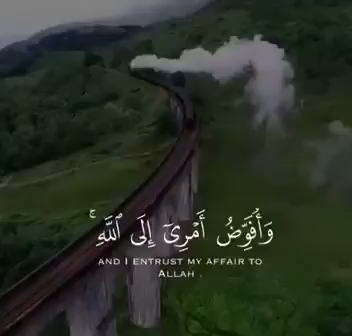 وَأُفَوِّضُ أَمْرِىٓ إِلَى ٱللَّهِ ۚ
AND I ENTRUST MY AFFAIR TO
ALLAH .